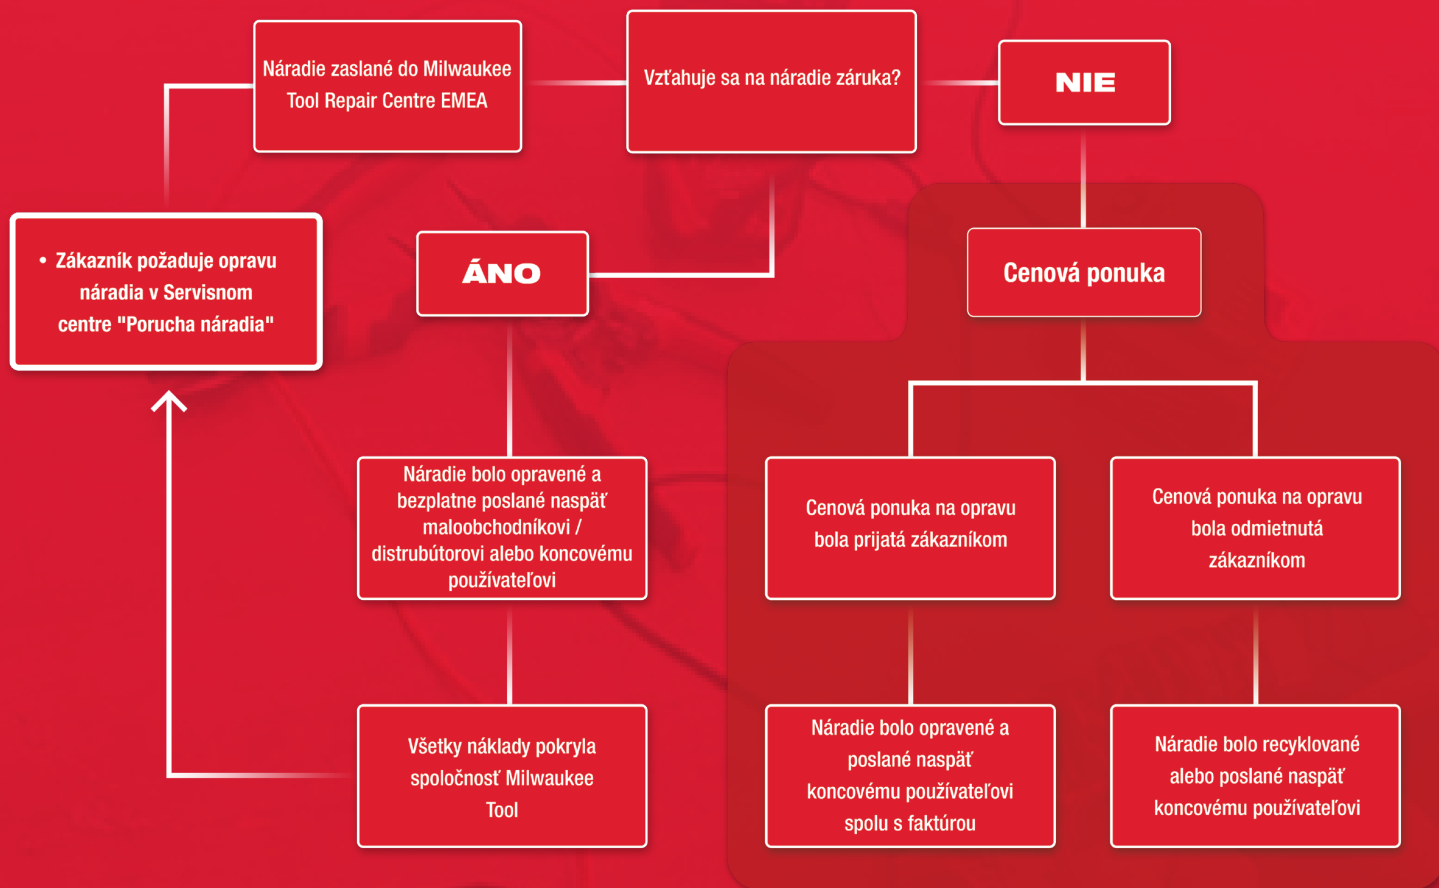 Náradie zaslané do Milwaukee
Tool Repair Centre EMEA
Vzťahuje sa na náradie záruka?
NIE
• Zákazník požaduje opravu
náradia v Servisnom
centre "Porucha náradia"
ÁNO
Cenová ponuka
Náradie bolo opravené a
bezplatne poslané naspäť
maloobchodníkovi /
distrubútorovi alebo koncovému
používateľovi
Cenová ponuka na opravu
bola prijatá zákazníkom
Cenová ponuka na opravu
bola odmietnutá
zákazníkom
Všetky náklady pokryla
spoločnosť Milwaukee
Tool
Náradie bolo opravené a
poslané naspäť
koncovému používateľovi
spolu s faktúrou
Náradie bolo recyklované
alebo poslané naspäť
koncovému používateľovi